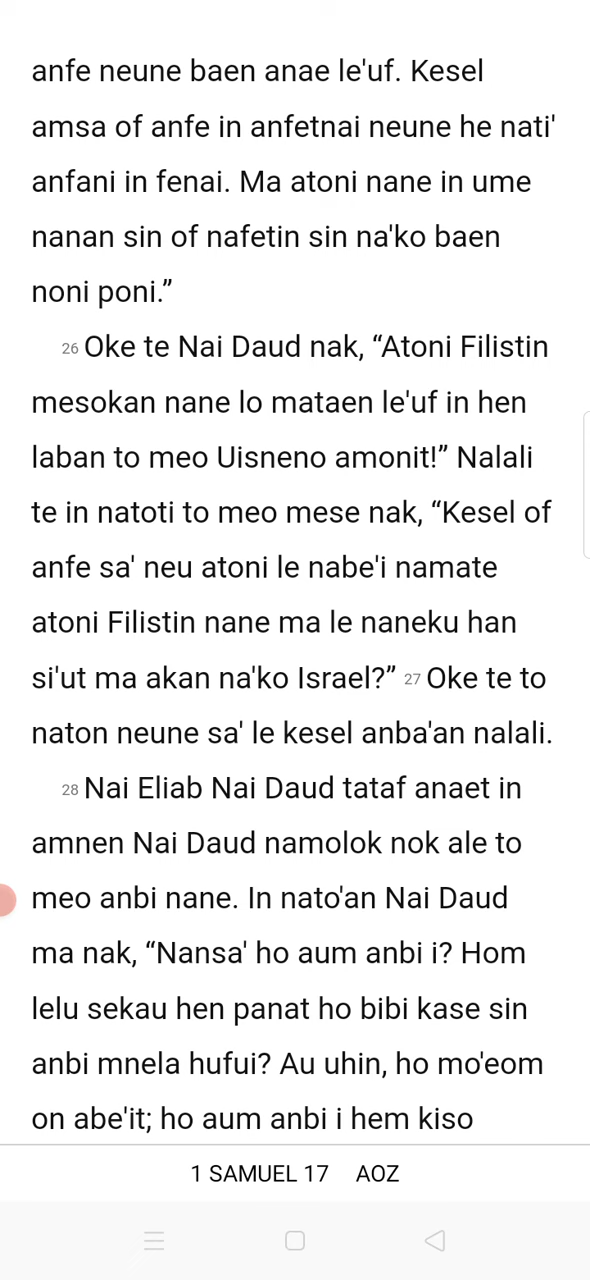 anfe neune baen anae le'uf. Kesel
amsa of anfe in anfetnai neune he nati'
anfani in fenai. Ma atoni nane in ume
nanan sin of nafetin sin na'ko baen
noni poni.”
26 Oke te Nai Daud nak, “Atoni Filistin
mesokan nane lo mataen le'uf in hen
laban to meo Uisneno amonit!” Nalali
te in natoti to meo mese nak, “Kesel of
anfe sa' neu atoni le nabe'i namate
atoni Filistin nane ma le naneku han
si'ut ma akan na'ko Israel?” 27 Oke te to
naton neune sa' le kesel anba'an nalali.
28 Nai Eliab Nai Daud tataf anaet in
amnen Nai Daud namolok nok ale to
meo anbi nane. In nato'an Nai Daud
ma nak, “Nansa' ho aum anbi i? Hom
lelu sekau hen panat ho bibi kase sin
anbi mnela hufui? Au uhin, ho mo'eom
on abe'it; ho aum anbi i hem kiso
1 SAMUEL 17 AOZ